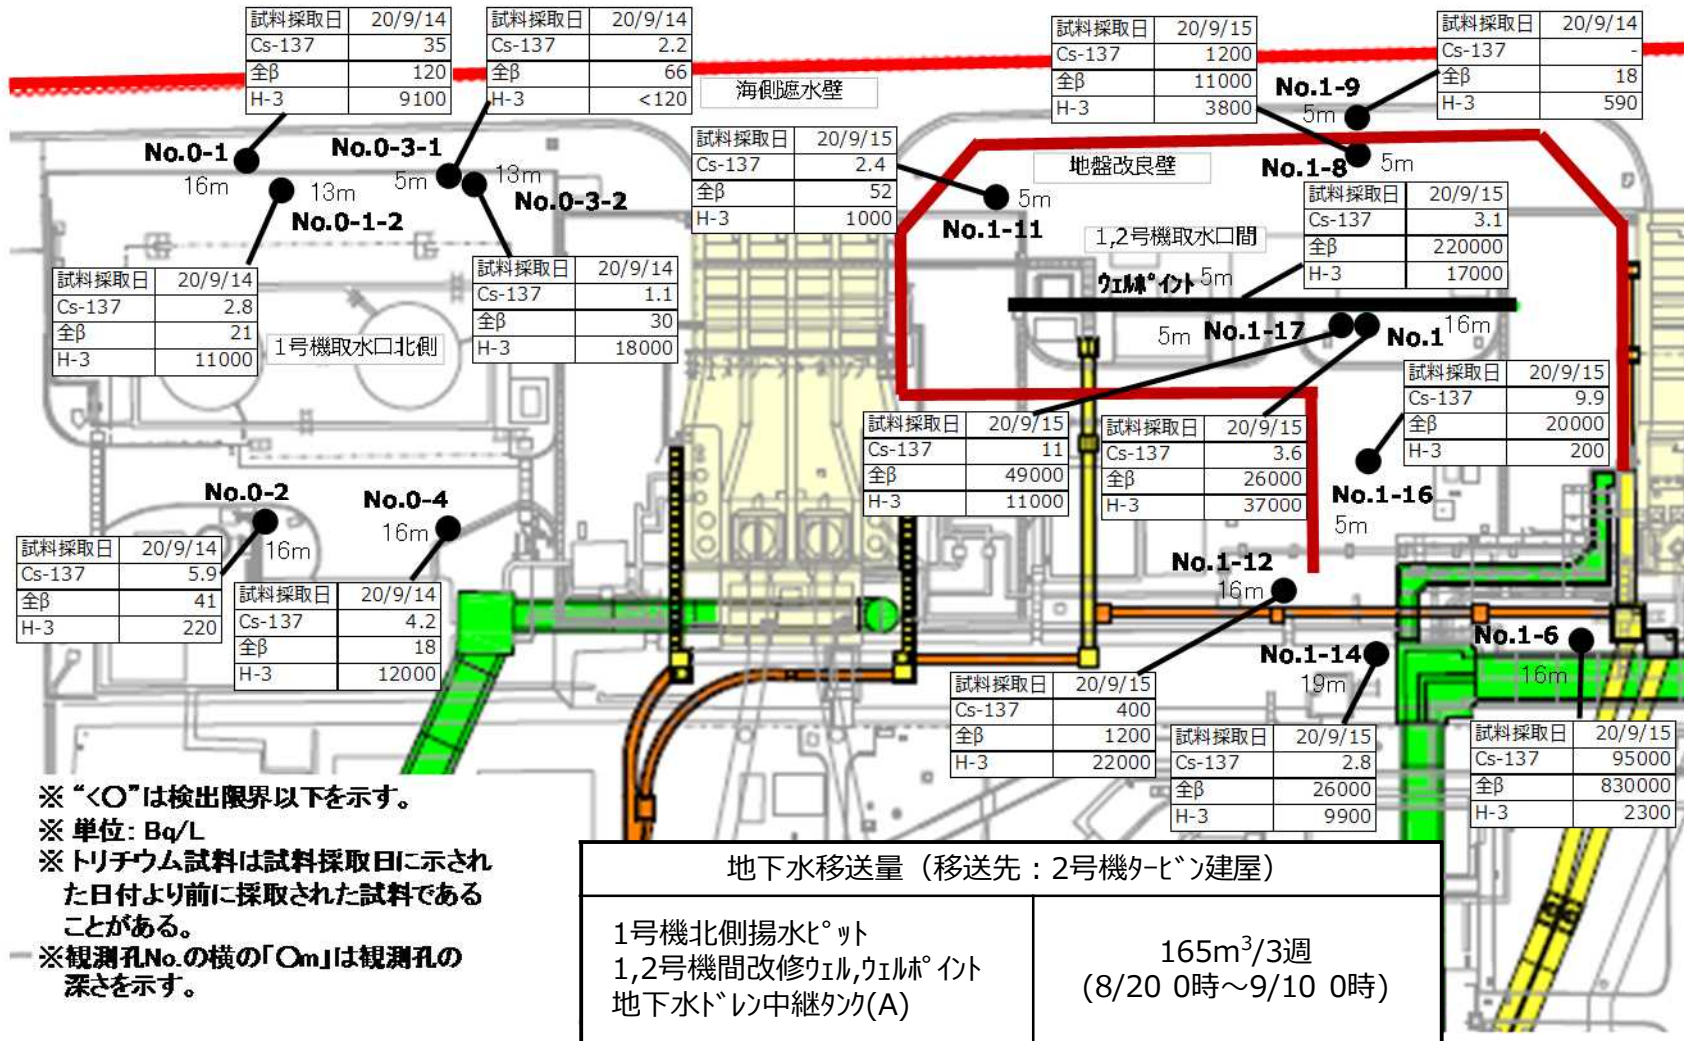 試料採取日 20/9/14
Cs-137 35
全β 120
H-3 9100
試料採取日 20/9/14
Cs-137 2.2
全β 66
H-3 <120
海側遮水壁
試料採取日 20/9/15
Cs-137 1200
全β 11000
H-3 3800
試料採取日 20/9/14
Cs-137 -
全β 18
H-3 590
No.0-1
16m
No.0-3-1
5m
13m
No.0-1-2
13m
No.0-3-2
試料採取日 20/9/15
Cs-137 2.4
全β 52
H-3 1000
5m
No.1-11
地盤改良壁
No.1-9
5m
No.1-8
5m
1,2号機取水口間
試料採取日 20/9/15
Cs-137 3.1
全β 220000
H-3 17000
試料採取日 20/9/14
Cs-137 2.8
全β 21
H-3 11000
1号機取水口北側
試料採取日 20/9/14
Cs-137 1.1
全β 30
H-3 18000
ウェルポイント 5m
5m No.1-17
No.1
16m
試料採取日 20/9/15
Cs-137 9.9
全β 20000
H-3 200
試料採取日 20/9/15
Cs-137 11
全β 49000
H-3 11000
試料採取日 20/9/15
Cs-137 3.6
全β 26000
H-3 37000
No.1-16
5m
No.0-2
16m
No.0-4
16m
試料採取日 20/9/14
Cs-137 5.9
全β 41
H-3 220
試料採取日 20/9/14
Cs-137 4.2
全β 18
H-3 12000
No.1-12
16m
No.1-14
19m
No.1-6
16m
試料採取日 20/9/15
Cs-137 400
全β 1200
H-3 22000
試料採取日 20/9/15
Cs-137 2.8
全β 26000
H-3 9900
試料採取日 20/9/15
Cs-137 95000
全β 830000
H-3 2300
※ “<〇”は検出限界以下を示す。
※ 単位: Bq/L
※ トリチウム試料は試料採取日に示され
た日付より前に採取された試料である
ことがある。
※観測孔No.の横の「〇m」は観測孔の
深さを示す。
地下水移送量（移送先：2号機タービン建屋）
1号機北側揚水ピット
1,2号機間改修ウェル,ウェルポイント
地下水ドレン中継タンク(A)
165m³/3週
(8/20 0時～9/10 0時)